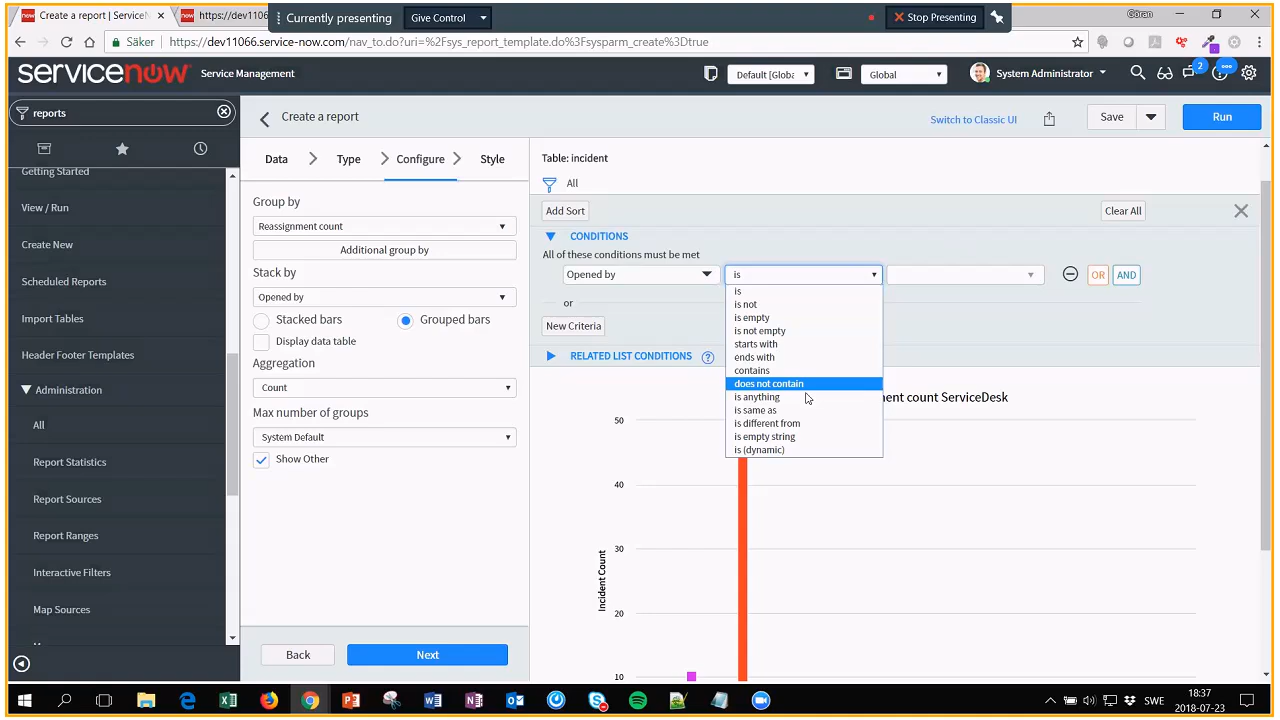 Create a report | ServiceN
https://dev11066.service-now
Currently presenting
Give Control
Stop Presenting
Göran
Säker
https://dev11066.service-now.com/nav_to.do?uri=%2Fsys_report_template.do%3Fsysparm_create%3Dtrue
servicenow
Service Management
Default [Globa
Global
System Administrator
2
reports
Create a report
Switch to Classic UI
Save
Run
Getting Started
View / Run
Create New
Scheduled Reports
Import Tables
Header Footer Templates
Administration
All
Report Statistics
Report Sources
Report Ranges
Interactive Filters
Map Sources
Data
Type
Configure
Style
Group by
Reassignment count
Additional group by
Stack by
Opened by
Stacked bars
Grouped bars
Display data table
Aggregation
Count
Max number of groups
System Default
Show Other
Back
Next
Table: incident
All
Add Sort
Clear All
CONDITIONS
All of these conditions must be met
Opened by
is
OR
AND
or
New Criteria
RELATED LIST CONDITIONS
?
is
is not
is empty
is not empty
starts with
ends with
contains
does not contain
is anything
is same as
is different from
is empty string
is (dynamic)
ent count ServiceDesk
50
40
30
20
10
Incident Count
SWE
18:37
2018-07-23